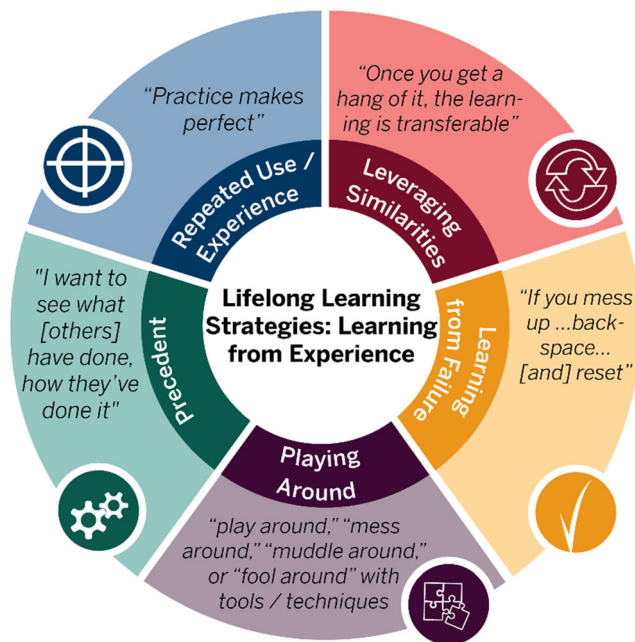 “Practice makes
perfect”
Repeated Use /
Experience
“Once you get a
hang of it, the learn-
ing is transferable”
Leveraging
Similarities
"I want to
see what
[others]
have done,
how they’ve
done it"
Precedent
Lifelong Learning
Strategies: Learning
from Experience
Learning
from Failure
“If you mess
up ...back-
space...
[and] reset”
Playing
Around
“play around,” “mess
around,” “muddle around,”
or “fool around” with
tools / techniques